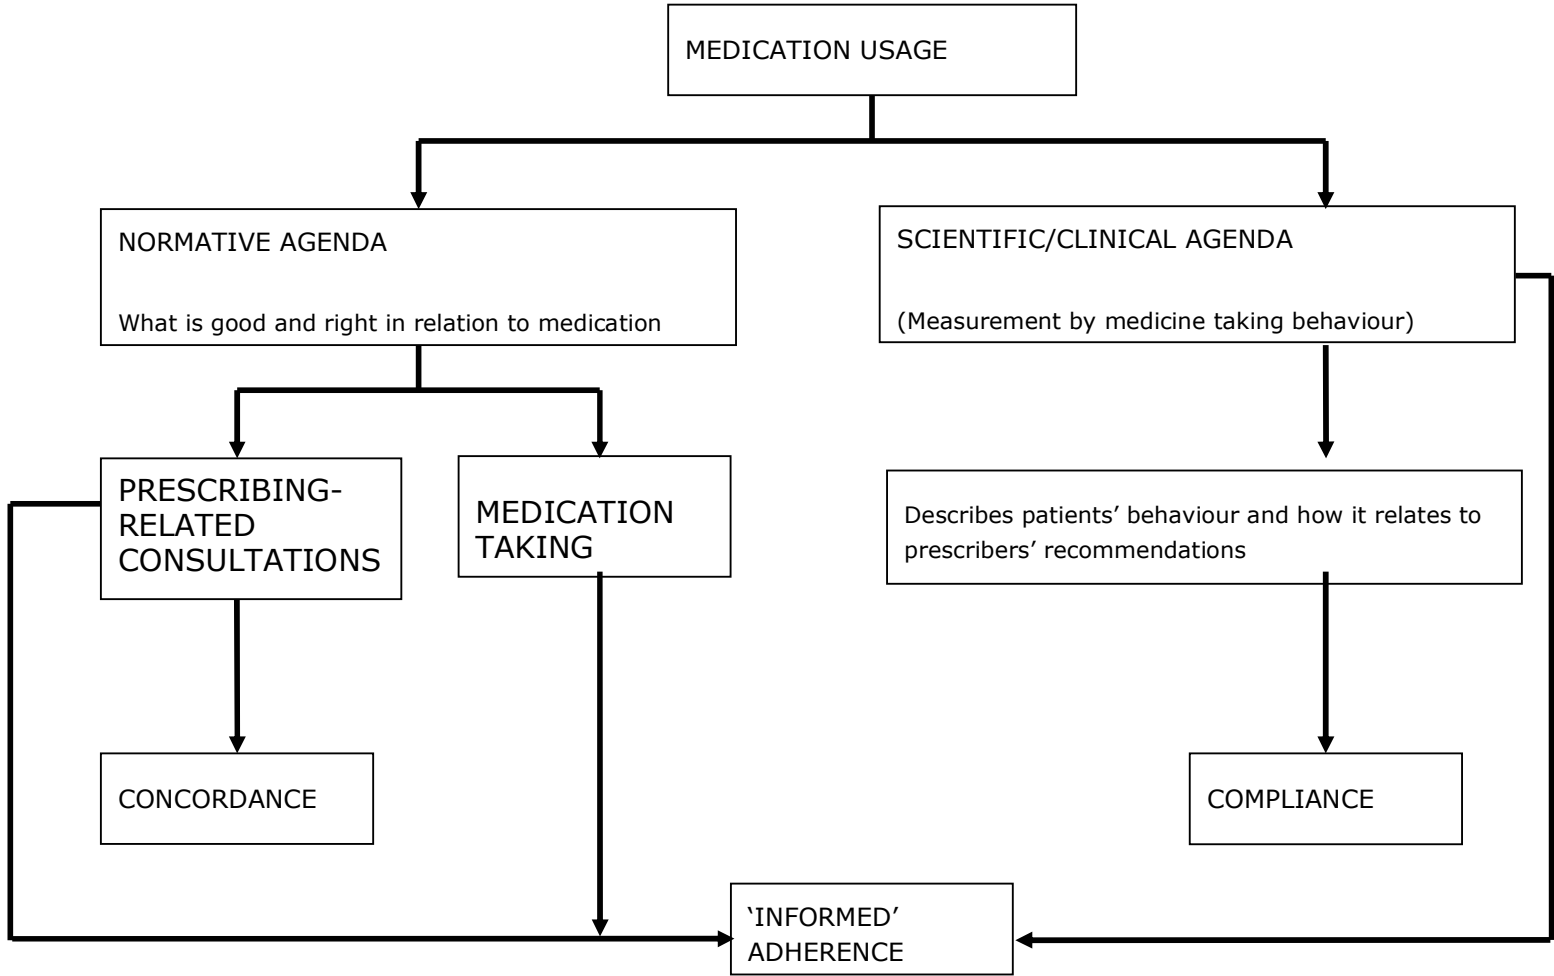 MEDICATION USAGE
NORMATIVE AGENDA
What is good and right in relation to medication
SCIENTIFIC/CLINICAL AGENDA
(Measurement by medicine taking behaviour)
PRESCRIBING-
RELATED
CONSULTATIONS
MEDICATION
TAKING
Describes patients’ behaviour and how it relates to
prescribers’ recommendations
CONCORDANCE
COMPLIANCE
‘INFORMED’
ADHERENCE